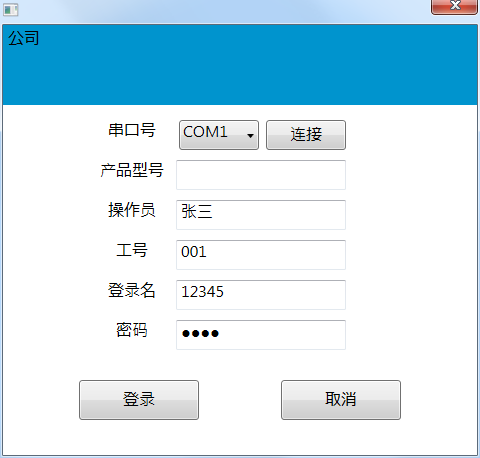 公司
串口号 COM1 连接
产品型号
操作员 张三
工号 001
登录名 12345
密码 ●●●●
登录 取消